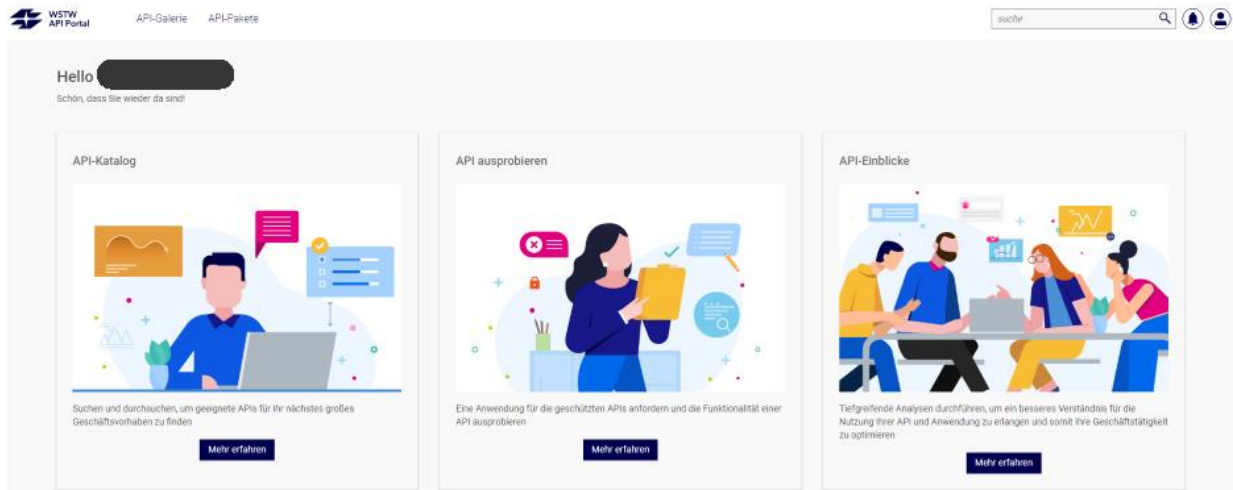 WSTW
API Portal
API-Galerie
API-Pakete
suche
Hello
Schön, dass Sie wieder da sind!
API-Katalog
Suchen und durchsuchen, um geeignete APIs für Ihr nächstes großes
Geschäftsvorhaben zu finden
Mehr erfahren
API ausprobieren
Eine Anwendung für die geschützten APIs anfordern und die Funktionalität einer
API ausprobieren
Mehr erfahren
API-Einblicke
Tiefgreifende Analysen durchführen, um ein besseres Verständnis für die
Nutzung Ihrer API und Anwendung zu erlangen und somit Ihre Geschäftstätigkeit
zu optimieren
Mehr erfahren